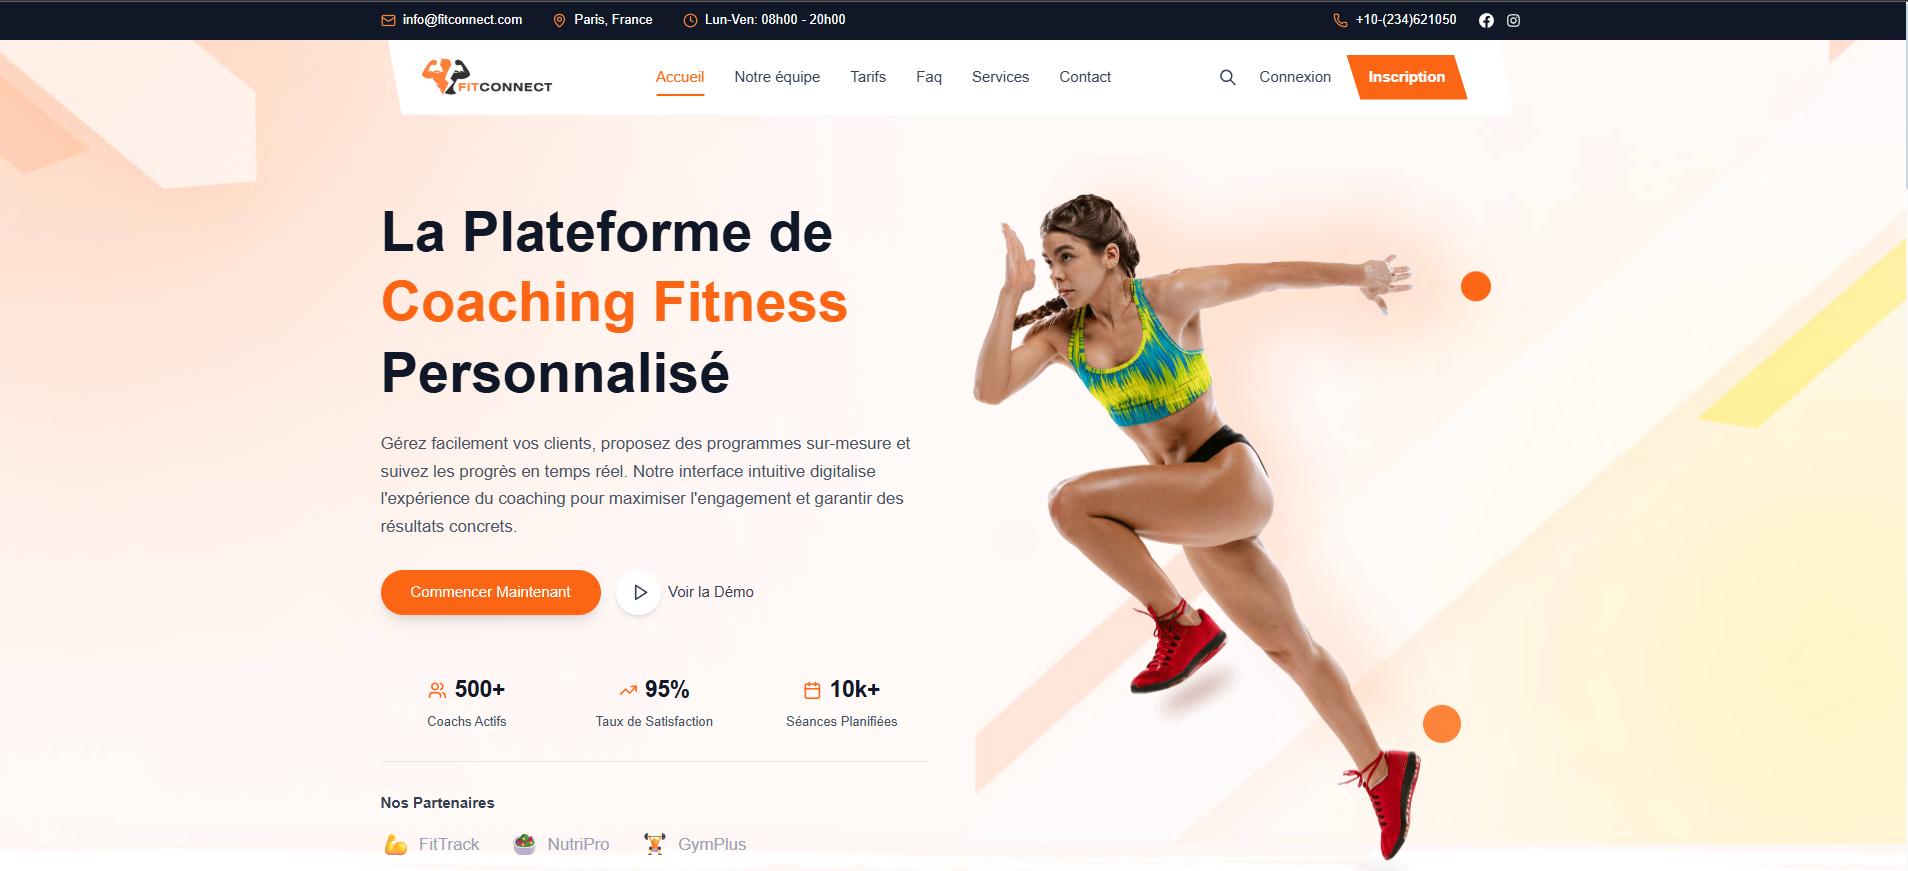 info@fitconnect.com
Paris, France
Lun-Ven: 08h00 - 20h00
+10-(234)621050
FITCONNECT
Accueil
Notre équipe
Tarifs
Faq
Services
Contact
Connexion
Inscription
La Plateforme de
Coaching Fitness
Personnalisé
Gérez facilement vos clients, proposez des programmes sur-mesure et
suivez les progrès en temps réel. Notre interface intuitive digitalise
l'expérience du coaching pour maximiser l'engagement et garantir des
résultats concrets.
Commencer Maintenant
Voir la Démo
500+
Coachs Actifs
95%
Taux de Satisfaction
10k+
Séances Planifiées
Nos Partenaires
FitTrack
NutriPro
GymPlus